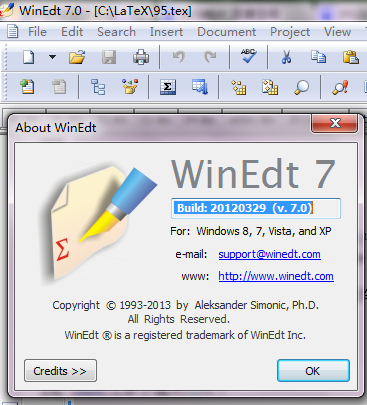 WinEdt 7.0 - [C:\LaTeX\95.tex]
File Edit Search Insert Document Project View
ABC
About WinEdt
WinEdt 7
Build: 20120329 (v. 7.0)
For: Windows 8, 7, Vista, and XP
e-mail: support@winedt.com
www: http://www.winedt.com
Copyright © 1993-2013 by Aleksander Simonic, Ph.D.
All Rights Reserved.
WinEdt ® is a registered trademark of WinEdt Inc.
Credits >>
OK